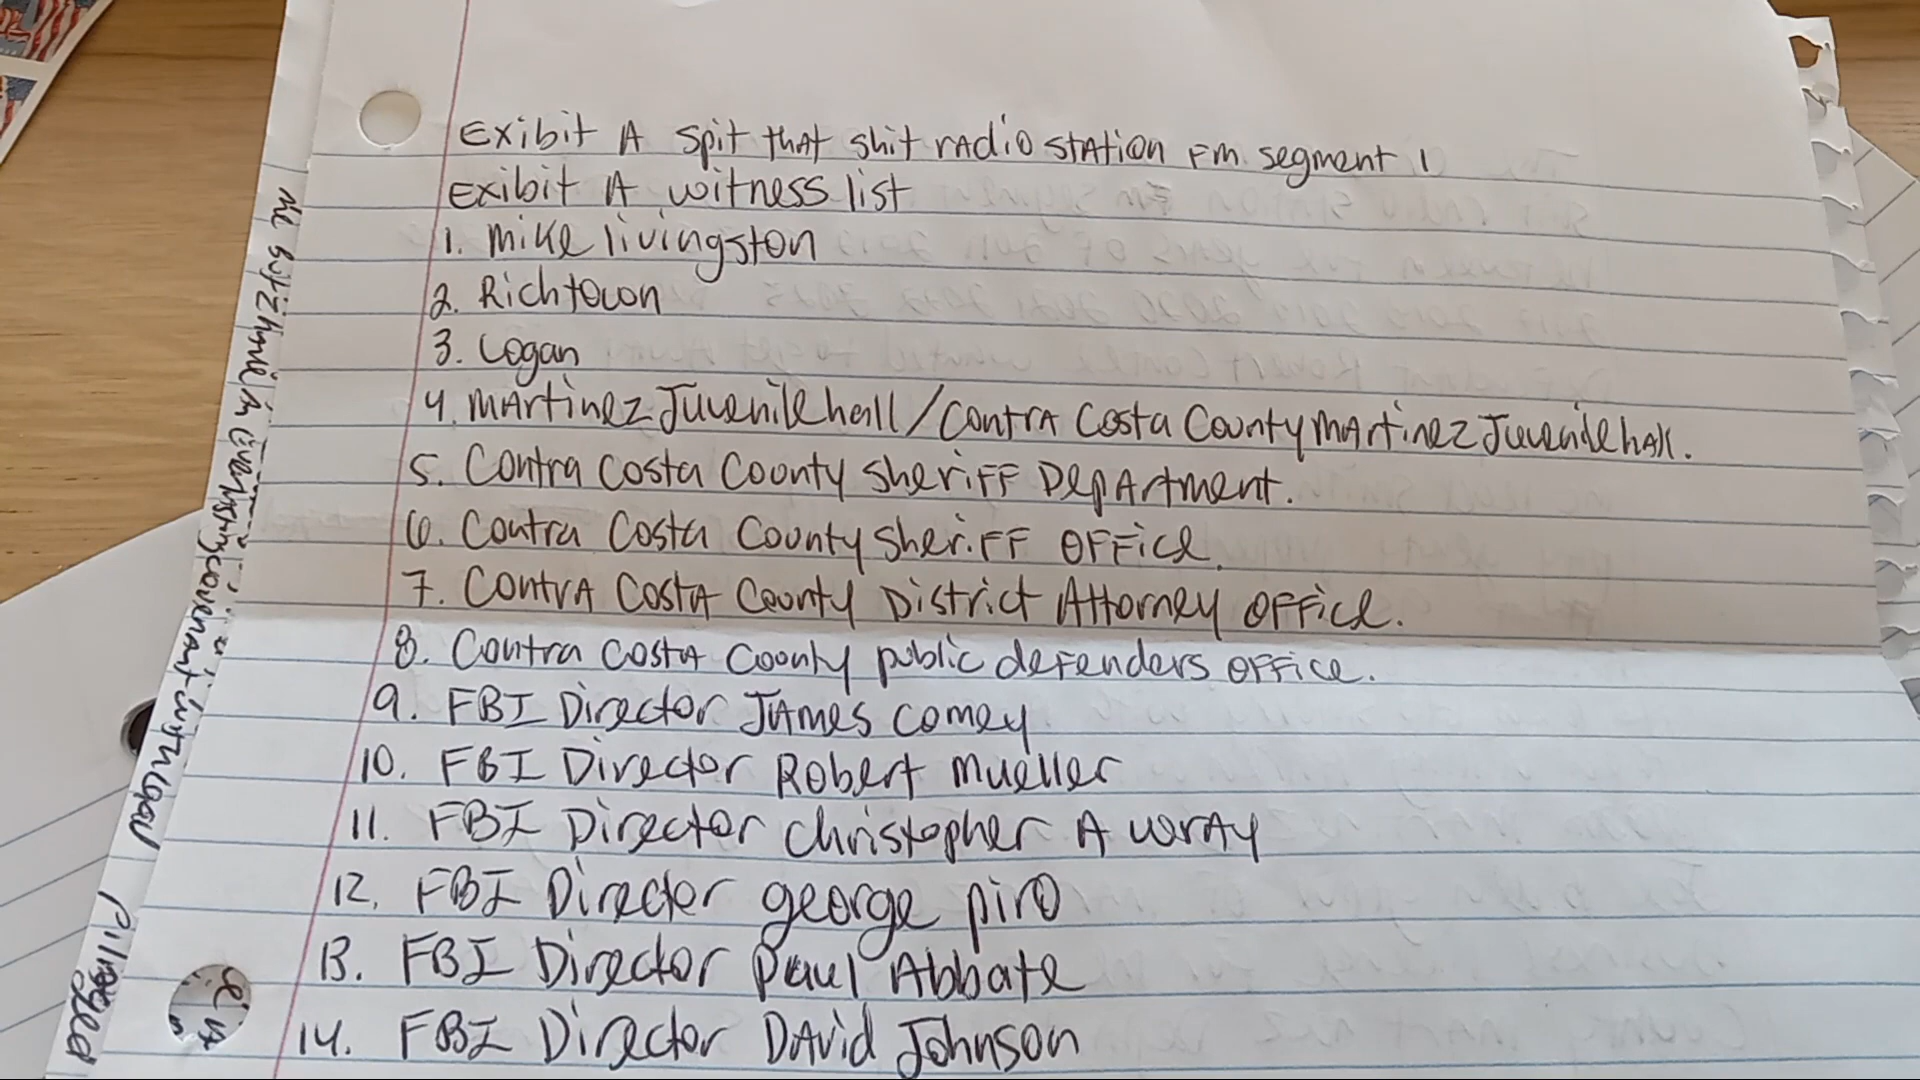 Exibit A spit that shit radio station Fm segment 1
Exibit A witness list
1. mike livingston
2. Richtown
3. Logan
4. Martinez Juvenile hall / Contra Costa County Martinez Juvenile hall.
5. Contra Costa County Sheriff Department.
6. Contra Costa County Sheriff Office.
7. Contra Costa County District Attorney Office.
8. Contra Costa County public defenders office.
9. FBI Director James comey
10. FBI Director Robert mueller
11. FBI Director Christopher A wray
12. FBI Director george piro
13. FBI Director Paul Abbate
14. FBI Director David Johnson